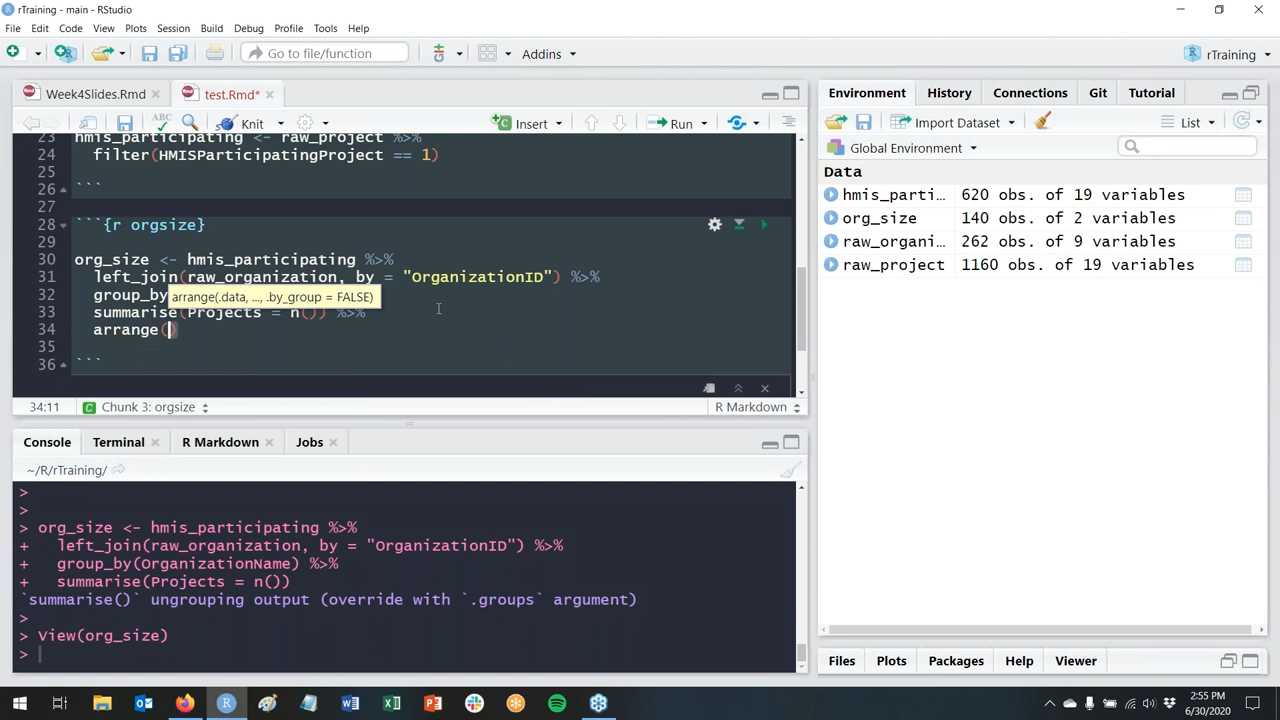 rTraining - main - RStudio
File Edit Code View Plots Session Build Debug Profile Tools Help
Go to file/function Addins rTraining
Week4Slides.Rmd test.Rmd*
ABC Knit Insert Run
23 hmis_participating <- raw_project %>%
24 filter(HMISParticipatingProject == 1)
25
26 ```
27
28 ```{r orgsize}
29
30 org_size <- hmis_participating %>%
31 left_join(raw_organization, by = "OrganizationID") %>%
32 group_by
arrange(.data, ..., .by_group = FALSE)
33 summarise(Projects = n()) %>%
34 arrange()
35
36 ```
34:11 Chunk 3: orgsize R Markdown
Console Terminal R Markdown Jobs
~/R/rTraining/
>
>
> org_size <- hmis_participating %>%
+ left_join(raw_organization, by = "OrganizationID") %>%
+ group_by(OrganizationName) %>%
+ summarise(Projects = n())
`summarise()` ungrouping output (override with `.groups` argument)
>
> View(org_size)
>
Environment History Connections Git Tutorial
Import Dataset List
Global Environment
Data
hmis_parti... 620 obs. of 19 variables
org_size 140 obs. of 2 variables
raw_organi... 262 obs. of 9 variables
raw_project 1160 obs. of 19 variables
Files Plots Packages Help Viewer
2:55 PM
6/30/2020